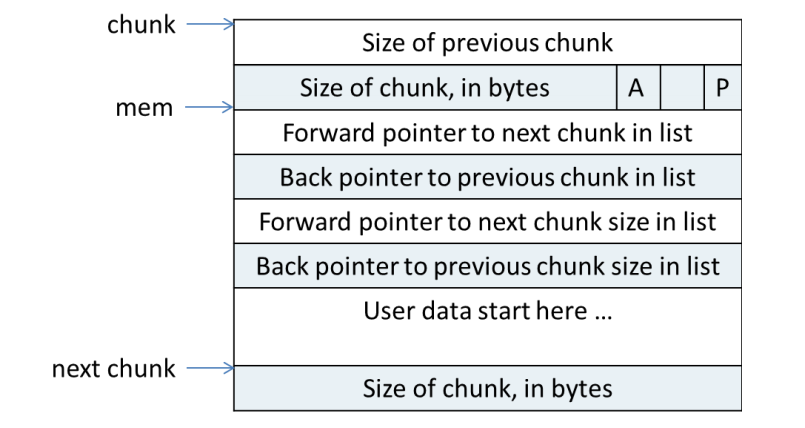 chunk
Size of previous chunk
Size of chunk, in bytes A P
mem
Forward pointer to next chunk in list
Back pointer to previous chunk in list
Forward pointer to next chunk size in list
Back pointer to previous chunk size in list
User data start here ...
next chunk
Size of chunk, in bytes